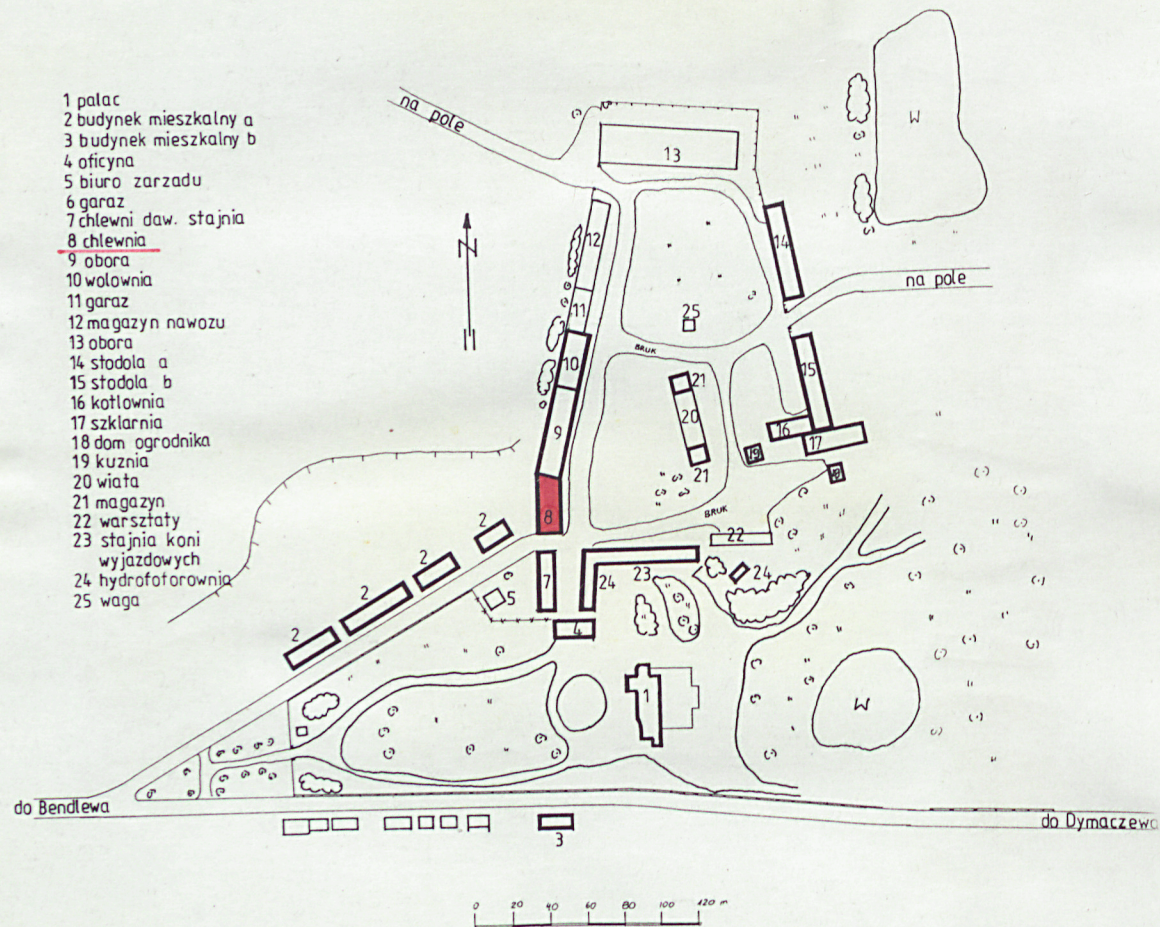 1 palac
2 budynek mieszkalny a
3 budynek mieszkalny b
4 oficyna
5 biuro zarzadu
6 garaz
7 chlewni daw. stajnia
8 chlewnia
9 obora
10 wolownia
11 garaz
12 magazyn nawozu
13 obora
14 stodola a
15 stodola b
16 kotlownia
17 szklarnia
18 dom ogrodnika
19 kuznia
20 wiata
21 magazyn
22 warsztaty
23 stajnia koni
wyjazdowych
24 hydrofotorownia
25 waga
na pole
W
13
12
14
N
na pole
11
25
BRUK
10
15
21
20
9
16
17
19
21
18
8
BRUK
2
22
2
7
24
23
24
5
2
4
2
1
W
do Bendlewa
do Dymaczewa
3
0 20 40 60 80 100 120 m